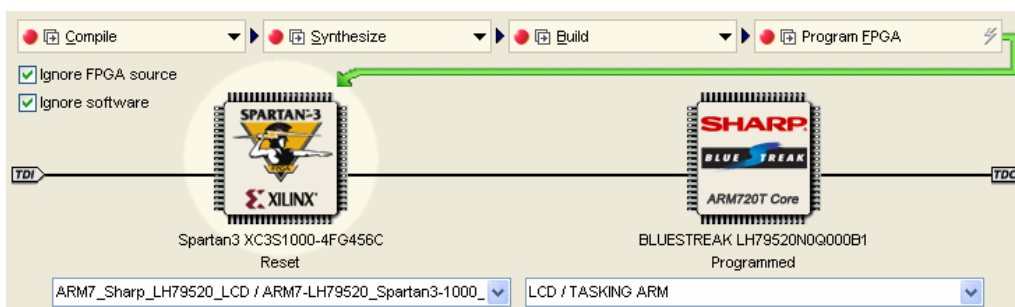 Compile
Synthesize
Build
Program FPGA
Ignore FPGA source
Ignore software
SPARTAN-3
FPGA
XILINX
SHARP
BLUE STREAK
ARM720T Core
TDI
TDO
Spartan3 XC3S1000-4FG456C
Reset
BLUESTREAK LH79520N0Q000B1
Programmed
ARM7_Sharp_LH79520_LCD / ARM7-LH79520_Spartan3-1000_
LCD / TASKING ARM